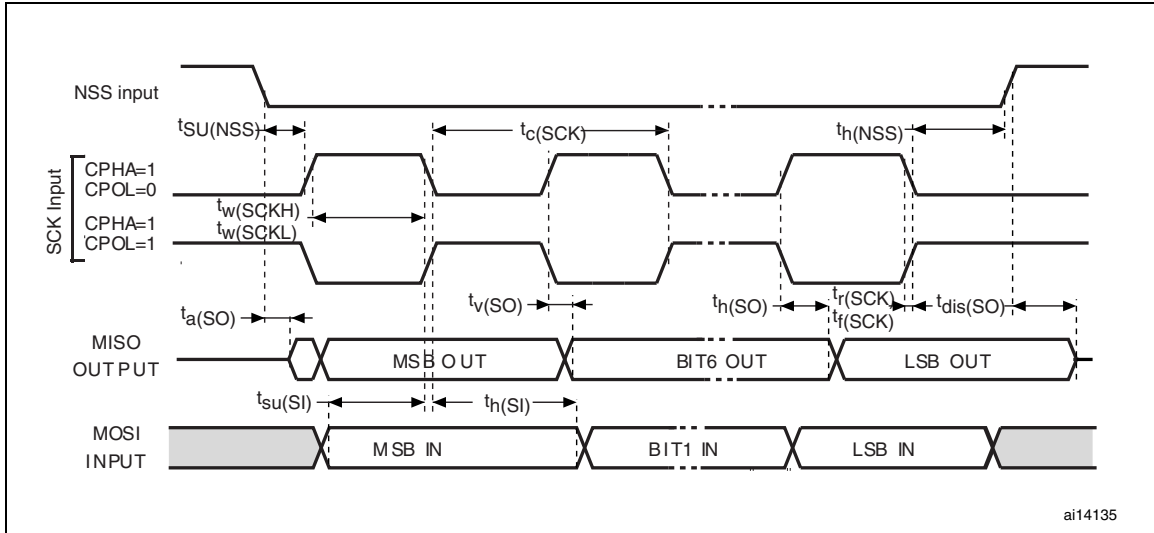 NSS input
tSU(NSS)
tc(SCK)
th(NSS)
SCK Input
CPHA=1
CPOL=0
CPHA=1
CPOL=1
tw(SCKH)
tw(SCKL)
ta(SO)
tv(SO)
th(SO)
tr(SCK)
tf(SCK)
tdis(SO)
MISO
OUTPUT
MSB OUT
BIT6 OUT
LSB OUT
tsu(SI)
th(SI)
MOSI
INPUT
MSB IN
BIT1 IN
LSB IN
ai14135